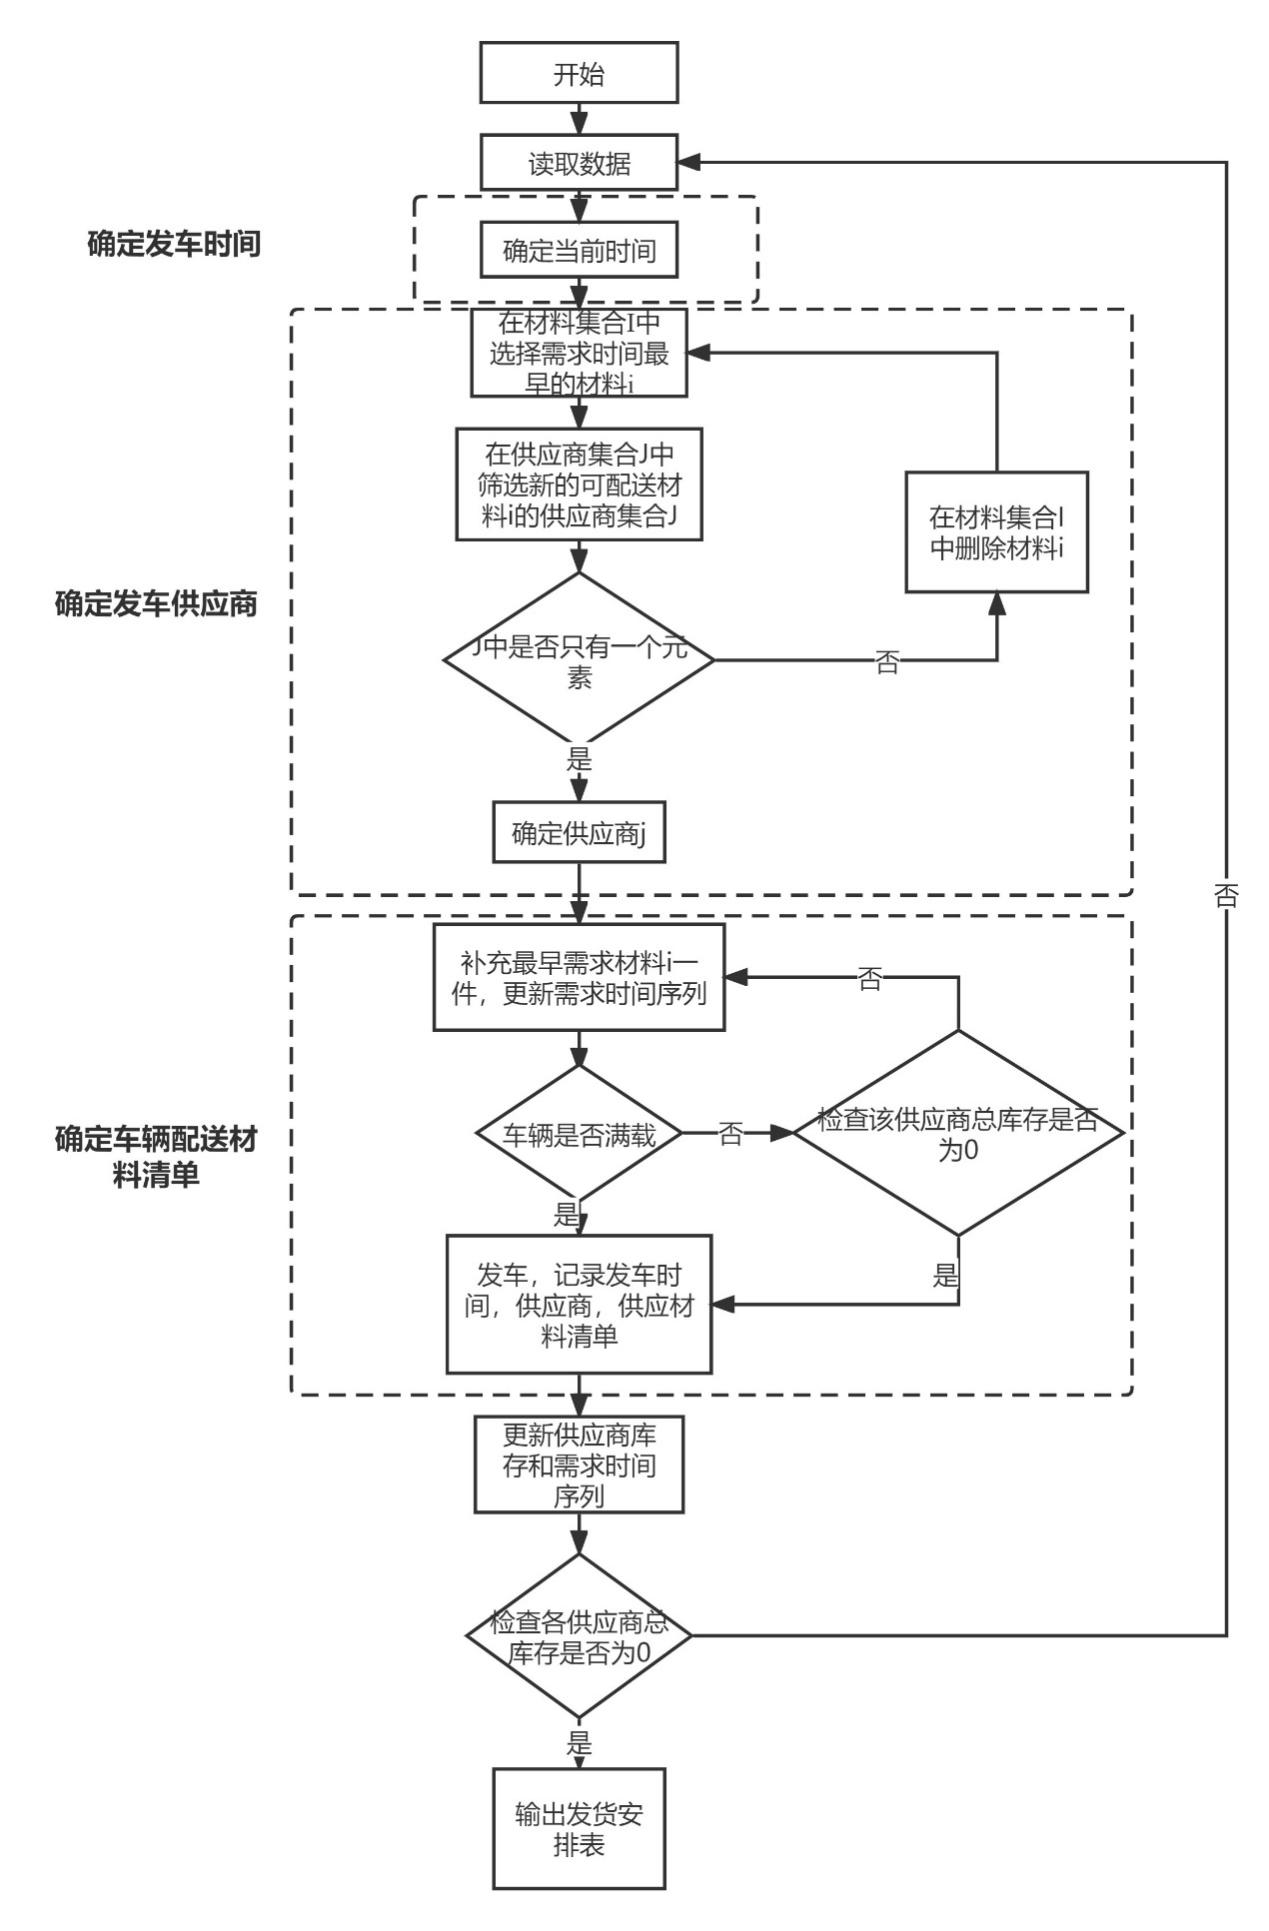 开始
读取数据
确定发车时间
确定当前时间
在材料集合I中
选择需求时间最
早的材料i
在供应商集合J中
筛选新的可配送材
料i的供应商集合J
在材料集合I
中删除材料i
确定发车供应商
J中是否只有一个元
素
否
是
确定供应商j
否
补充最早需求材料i一
件，更新需求时间序列
否
确定车辆配送材
料清单
车辆是否满载
否
检查该供应商总库存是否
为0
是
发车，记录发车时
间，供应商，供应材
料清单
是
更新供应商库
存和需求时间
序列
检查各供应商总
库存是否为0
是
输出发货安
排表